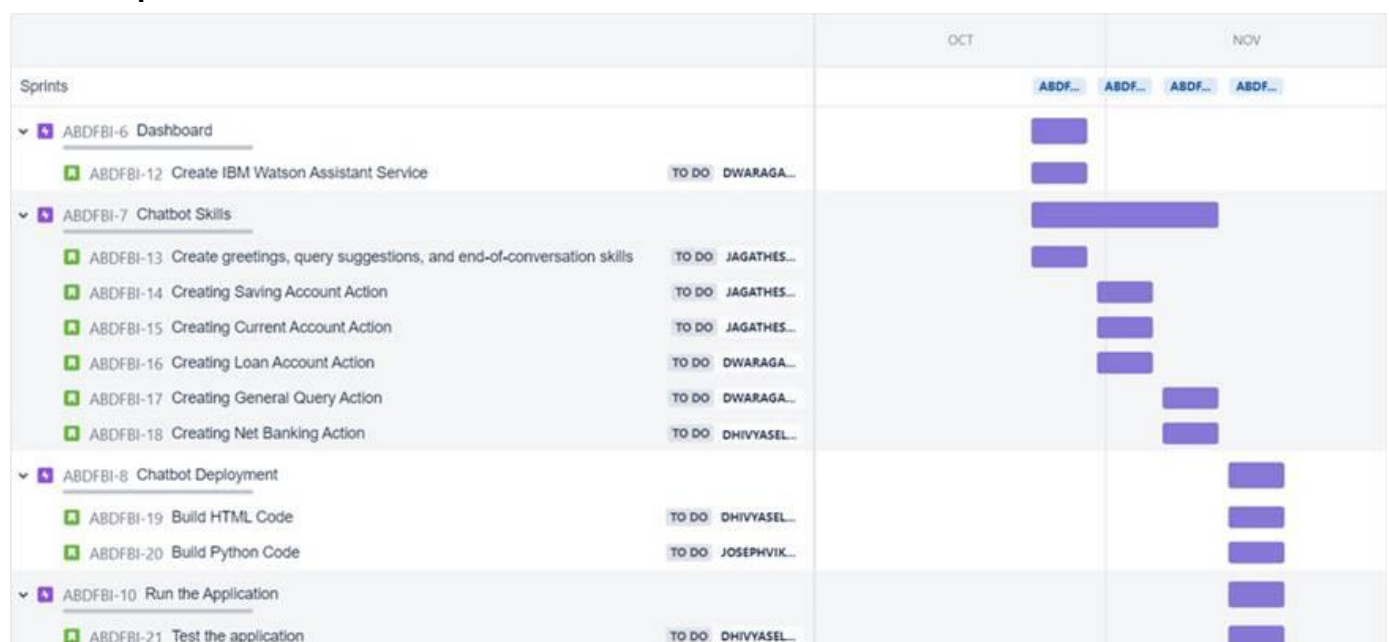 OCT NOV
Sprints ABDF... ABDF... ABDF... ABDF...
ABDFBI-6 Dashboard
ABDFBI-12 Create IBM Watson Assistant Service TO DO DWARAGA...
ABDFBI-7 Chatbot Skills
ABDFBI-13 Create greetings, query suggestions, and end-of-conversation skills TO DO JAGATHES...
ABDFBI-14 Creating Saving Account Action TO DO JAGATHES...
ABDFBI-15 Creating Current Account Action TO DO JAGATHES...
ABDFBI-16 Creating Loan Account Action TO DO DWARAGA...
ABDFBI-17 Creating General Query Action TO DO DWARAGA...
ABDFBI-18 Creating Net Banking Action TO DO DHIVYASEL...
ABDFBI-8 Chatbot Deployment
ABDFBI-19 Build HTML Code TO DO DHIVYASEL...
ABDFBI-20 Build Python Code TO DO JOSEPHVIK...
ABDFBI-10 Run the Application
ABDFBI-21 Test the application TO DO DHIVYASEL...